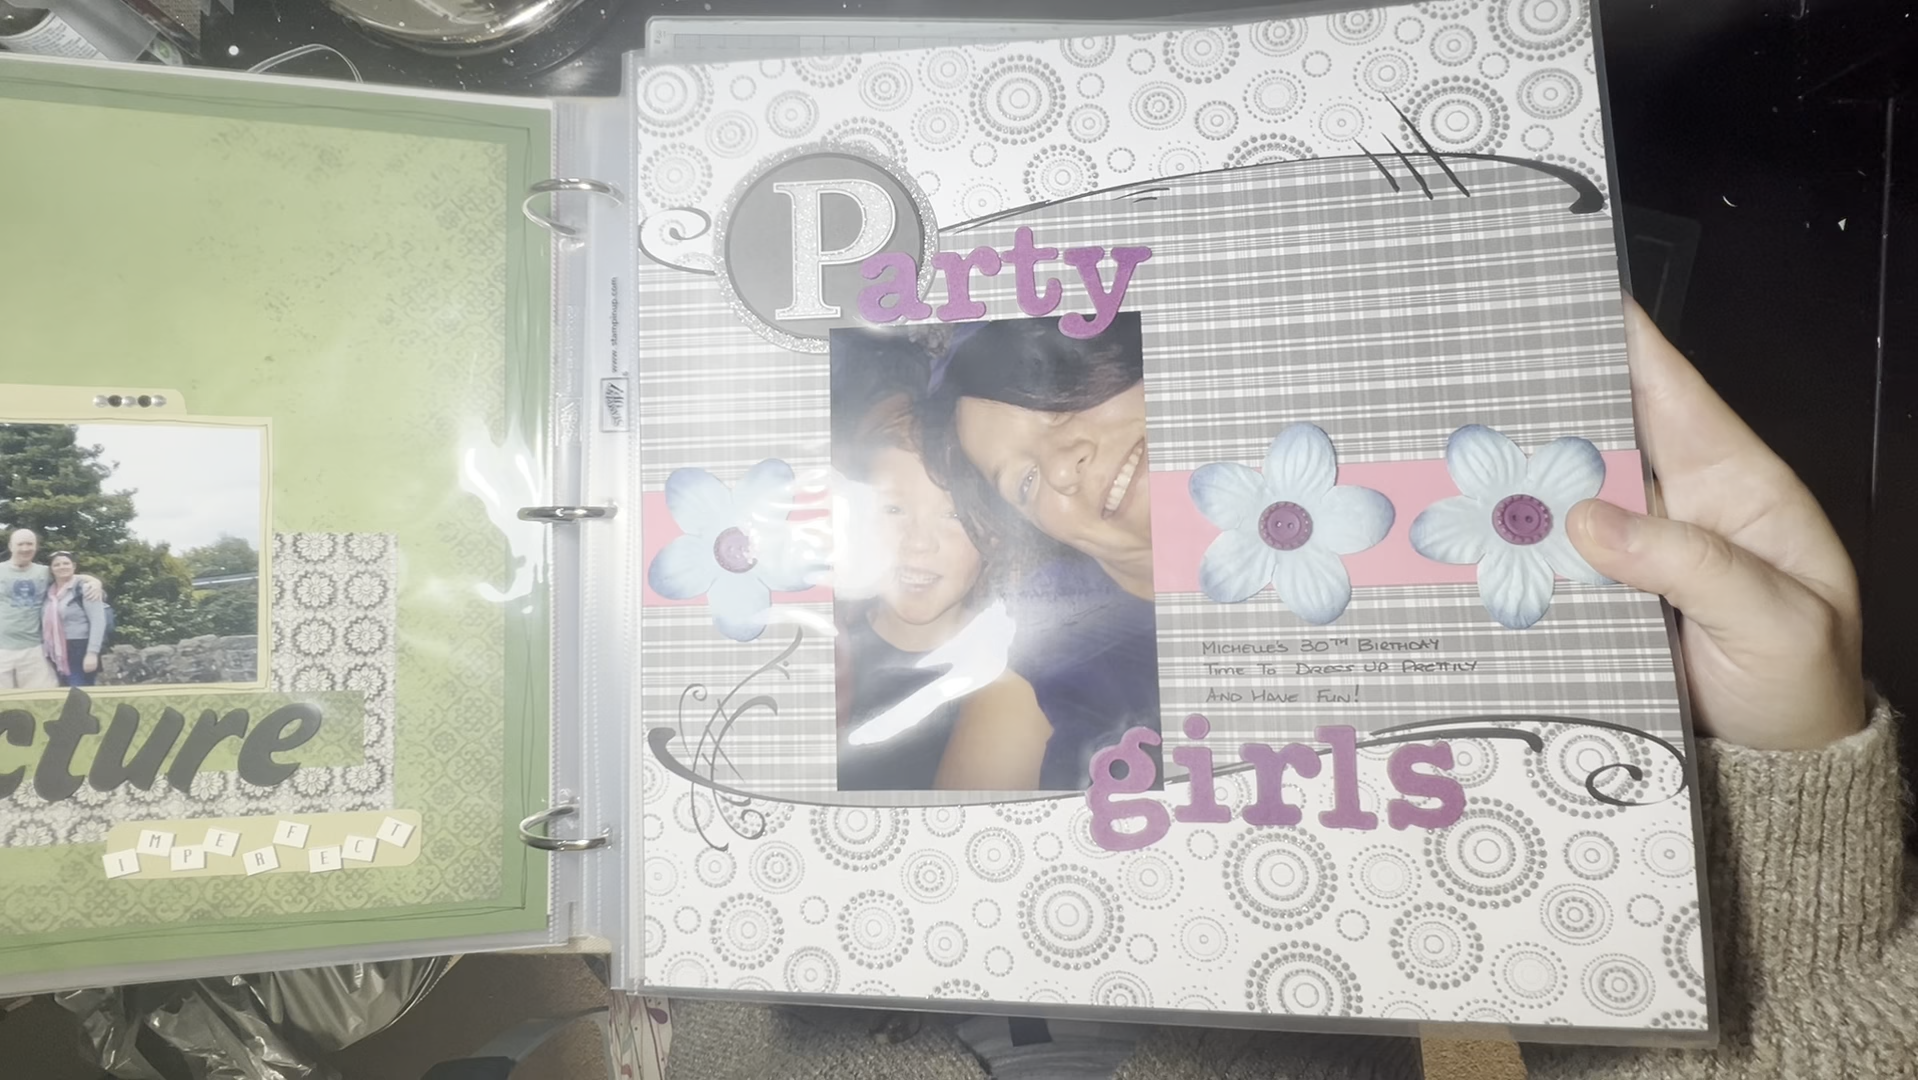 cture
IMPERFECT
www.stampinup.com
Party
MICHELLE'S 30TH BIRTHDAY
TIME TO DRESS UP PRETTILY
AND HAVE FUN!
girls